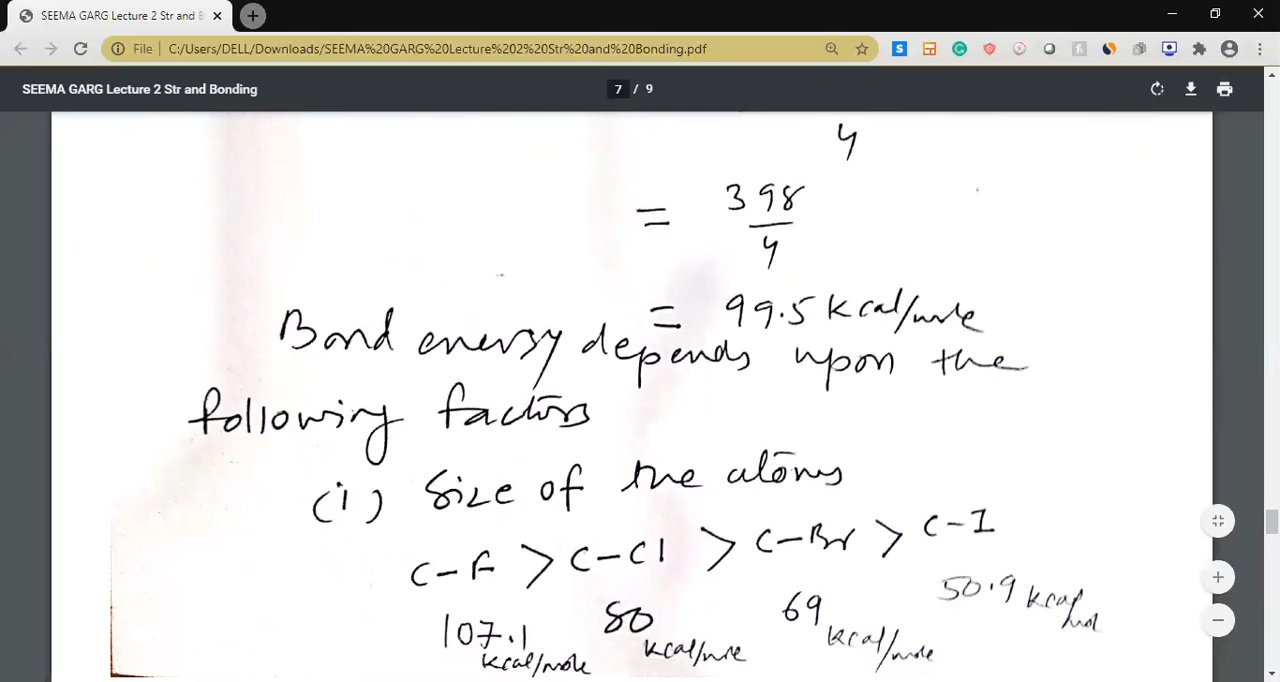 SEEMA GARG Lecture 2 Str and B
File | C:/Users/DELL/Downloads/SEEMA%20GARG%20Lecture%202%20Str%20and%20Bonding.pdf
SEEMA GARG Lecture 2 Str and Bonding
7 / 9
4
= 398
4
= 99.5 kcal/mole
Bond energy depends upon the
following factors
(i) Size of the atoms
C-F > C-Cl > C-Br > C-I
107.1 kcal/mole 80 kcal/mole 69 kcal/mole 50.9 kcal/mol